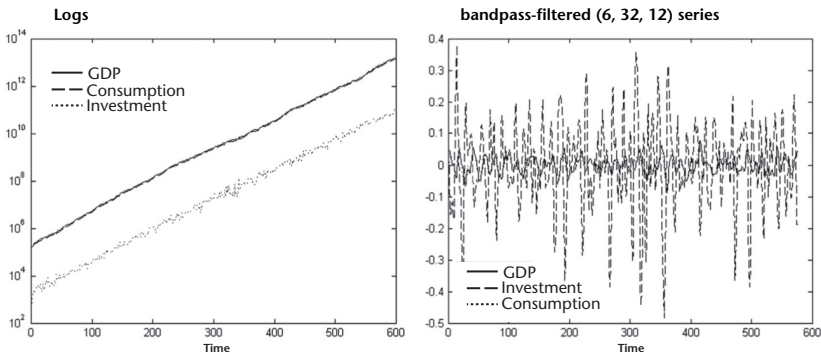 Logs
10^14
10^12
10^10
10^8
10^6
10^4
10^2
GDP
Consumption
Investment
0 100 200 300 400 500 600
Time
bandpass-filtered (6, 32, 12) series
0.4
0.3
0.2
0.1
0
-0.1
-0.2
-0.3
-0.4
-0.5
GDP
Investment
Consumption
0 100 200 300 400 500 600
Time